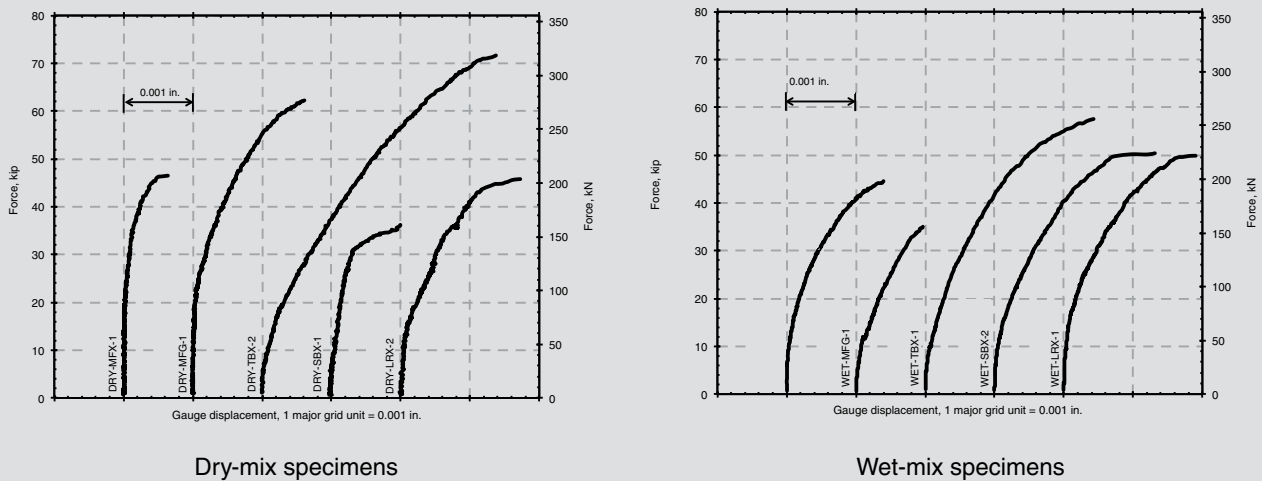 80
70
60
50
40
30
20
10
0
Force, kip
0.001 in.
DRY-MFX-1
DRY-MFG-1
DRY-TBX-2
DRY-SBX-1
DRY-LRX-2
350
300
250
200
150
100
50
0
Force, kN
Gauge displacement, 1 major grid unit = 0.001 in.
Dry-mix specimens
80
70
60
50
40
30
20
10
0
Force, kip
0.001 in.
WET-MFG-1
WET-TBX-1
WET-SBX-2
WET-LRX-1
350
300
250
200
150
100
50
0
Force, kN
Gauge displacement, 1 major grid unit = 0.001 in.
Wet-mix specimens